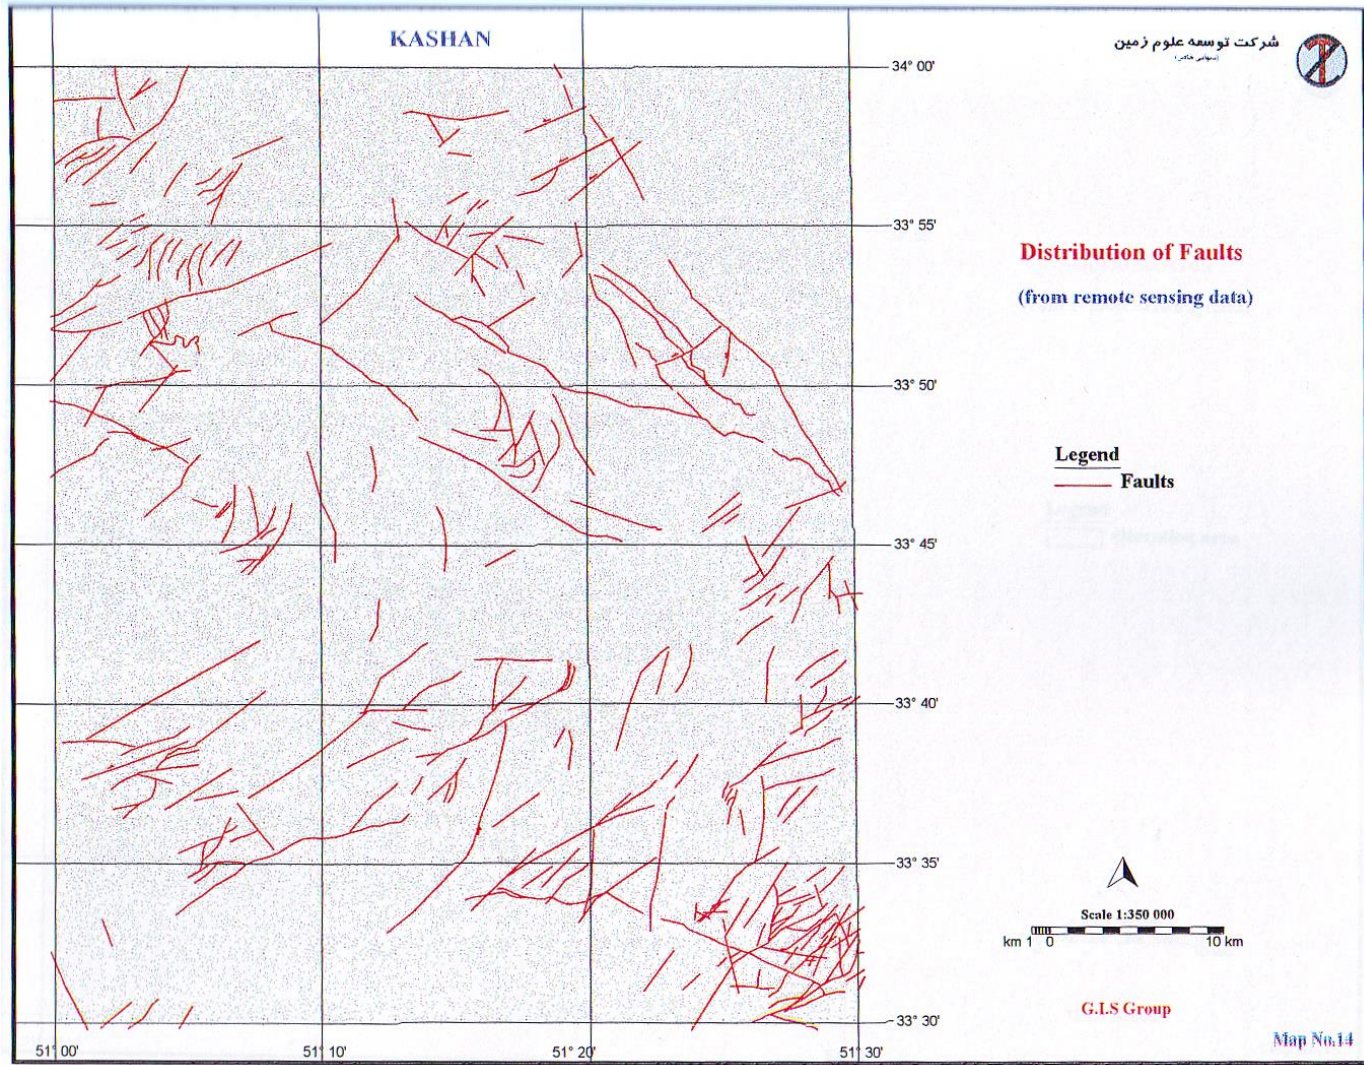 KASHAN
شرکت توسعه علوم زمین
(سهامی خاص)
34° 00'
33° 55'
Distribution of Faults
(from remote sensing data)
33° 50'
Legend
Faults
33° 45'
33° 40'
33° 35'
Scale 1:350 000
km 1 0 10 km
G.I.S Group
33° 30'
Map No.14
51° 00' 51° 10' 51° 20' 51° 30'